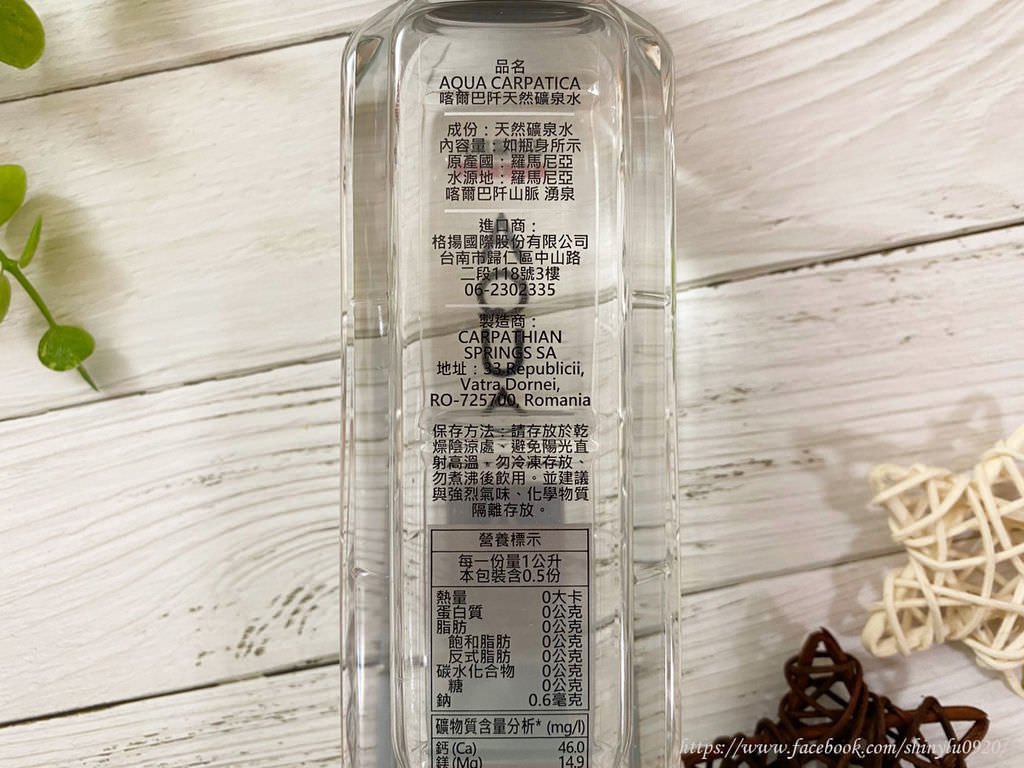 品名
AQUA CARPATICA
喀爾巴阡天然礦泉水
成份：天然礦泉水
內容量：如瓶身所示
原產國：羅馬尼亞
水源地：羅馬尼亞
喀爾巴阡山脈 湧泉
進口商：
格揚國際股份有限公司
台南市歸仁區中山路
二段118號3樓
06-2302335
製造商：
CARPATHIAN
SPRINGS SA
地址：33 Republicii,
Vatra Dornei,
RO-725700, Romania
保存方法：請存放於乾
燥陰涼處、避免陽光直
射高溫。勿冷凍存放、
勿煮沸後飲用。並建議
與強烈氣味、化學物質
隔離存放。
營養標示
每一份量1公升
本包裝含0.5份
熱量 0大卡
蛋白質 0公克
脂肪 0公克
飽和脂肪 0公克
反式脂肪 0公克
碳水化合物 0公克
糖 0公克
鈉 0.6毫克
礦物質含量分析* (mg/l)
鈣(Ca) 46.0
鎂(Mg) 14.9
https://www.facebook.com/shinylu0920/